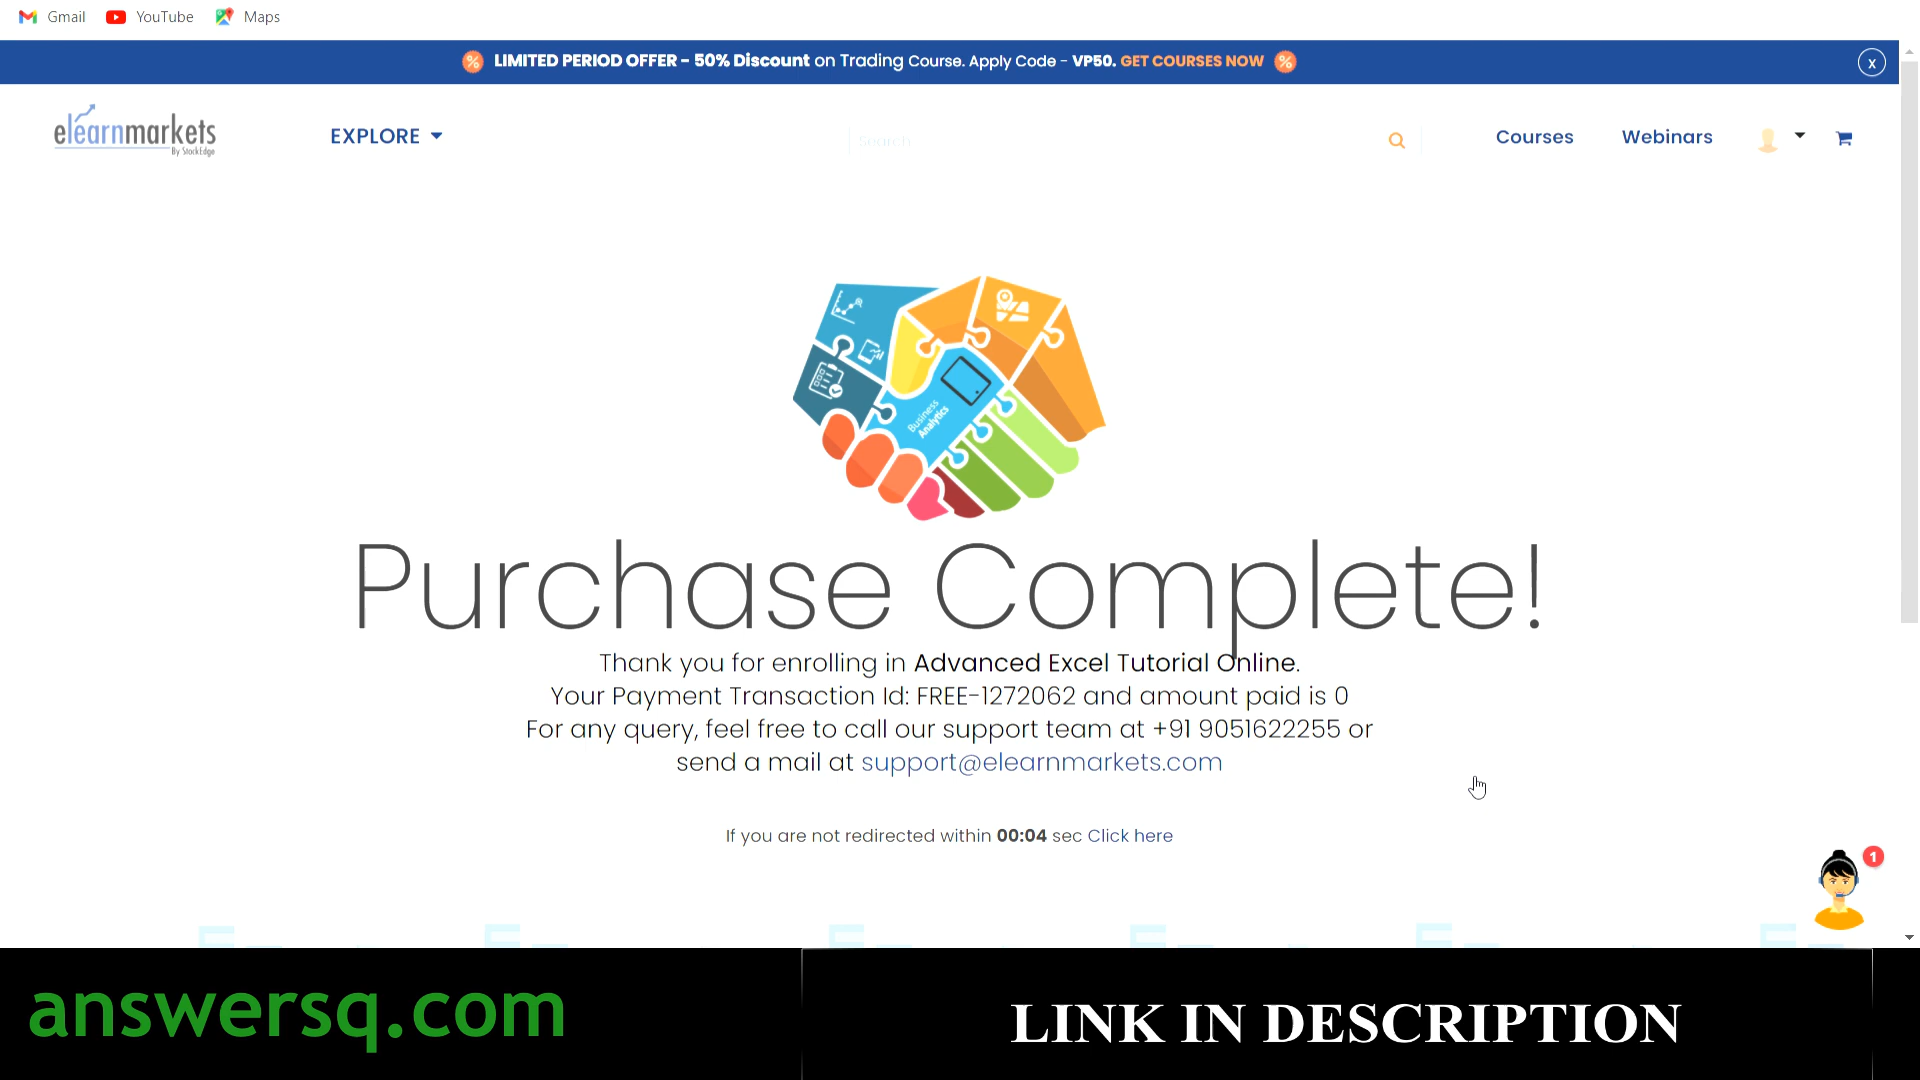 Gmail YouTube Maps
LIMITED PERIOD OFFER - 50% Discount on Trading Course. Apply Code - VP50. GET COURSES NOW
x
elearnmarkets
By StockEdge
EXPLORE
Search
Courses Webinars
Business
Analytics
Purchase Complete!
Thank you for enrolling in Advanced Excel Tutorial Online.
Your Payment Transaction Id: FREE-1272062 and amount paid is 0
For any query, feel free to call our support team at +91 9051622255 or
send a mail at support@elearnmarkets.com
If you are not redirected within 00:04 sec Click here
1
answersq.com
LINK IN DESCRIPTION